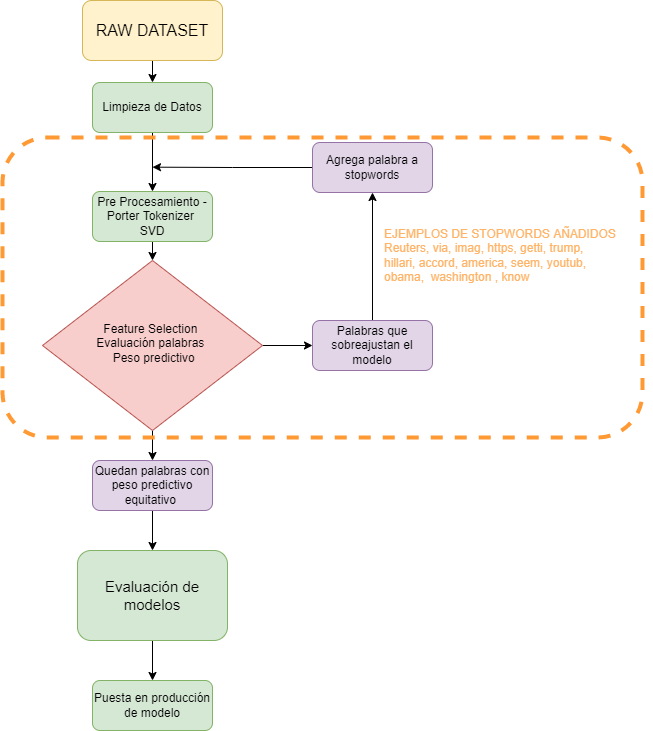 RAW DATASET
Limpieza de Datos
Agrega palabra a
stopwords
Pre Procesamiento -
Porter Tokenizer
SVD
EJEMPLOS DE STOPWORDS AÑADIDOS
Reuters, via, imag, https, getti, trump,
hillari, accord, america, seem, youtub,
obama,  washington , know
Feature Selection
Evaluación palabras
Peso predictivo
Palabras que
sobreajustan el
modelo
Quedan palabras con
peso predictivo
equitativo
Evaluación de
modelos
Puesta en producción
de modelo